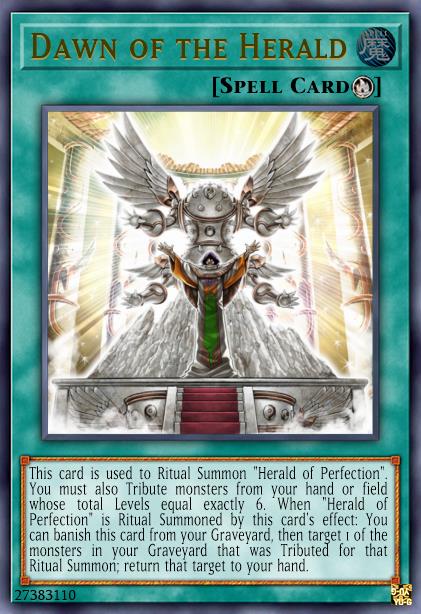 Dawn of the Herald 魔
[Spell Card]
This card is used to Ritual Summon "Herald of Perfection".
You must also Tribute monsters from your hand or field
whose total Levels equal exactly 6. When "Herald of
Perfection" is Ritual Summoned by this card's effect: You
can banish this card from your Graveyard, then target 1 of the
monsters in your Graveyard that was Tributed for that
Ritual Summon; return that target to your hand.
27383110